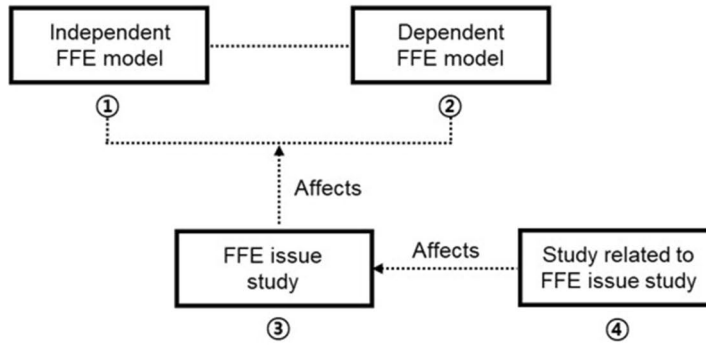 Independent
FFE model
Dependent
FFE model
①
②
Affects
FFE issue
study
Affects
Study related to
FFE issue study
③
④